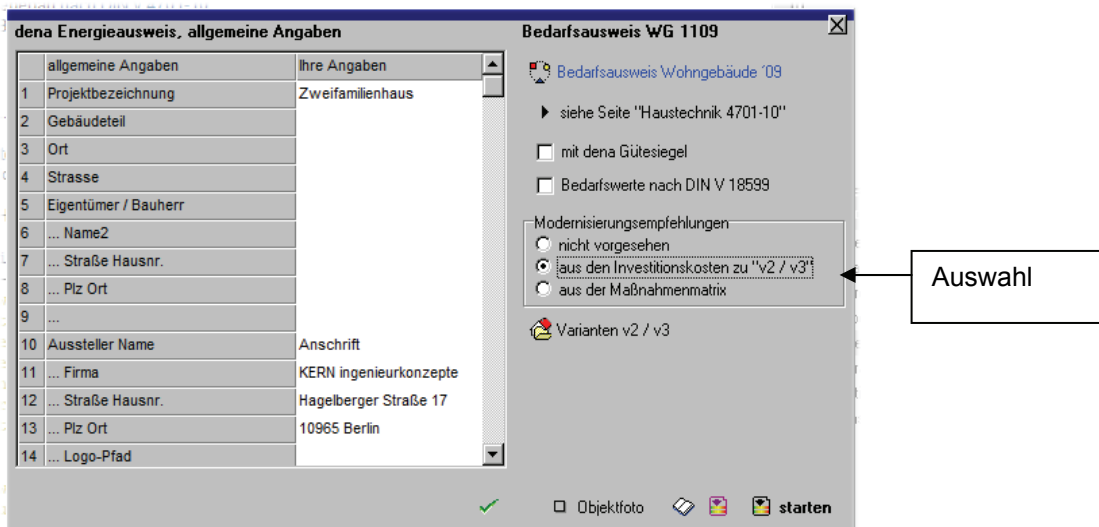 dena Energieausweis, allgemeine Angaben
allgemeine Angaben Ihre Angaben
1 Projektbezeichnung Zweifamilienhaus
2 Gebäudeteil
3 Ort
4 Strasse
5 Eigentümer / Bauherr
6 ... Name2
7 ... Straße Hausnr.
8 ... Plz Ort
9 ...
10 Aussteller Name Anschrift
11 ... Firma KERN ingenieurkonzepte
12 ... Straße Hausnr. Hagelberger Straße 17
13 ... Plz Ort 10965 Berlin
14 ... Logo-Pfad
Bedarfsausweis WG 1109
Bedarfsausweis Wohngebäude ´09
siehe Seite "Haustechnik 4701-10"
mit dena Gütesiegel
Bedarfswerte nach DIN V 18599
Modernisierungsempfehlungen
nicht vorgesehen
aus den Investitionskosten zu "v2 / v3"
aus der Maßnahmenmatrix
Varianten v2 / v3
Objektfoto starten
Auswahl